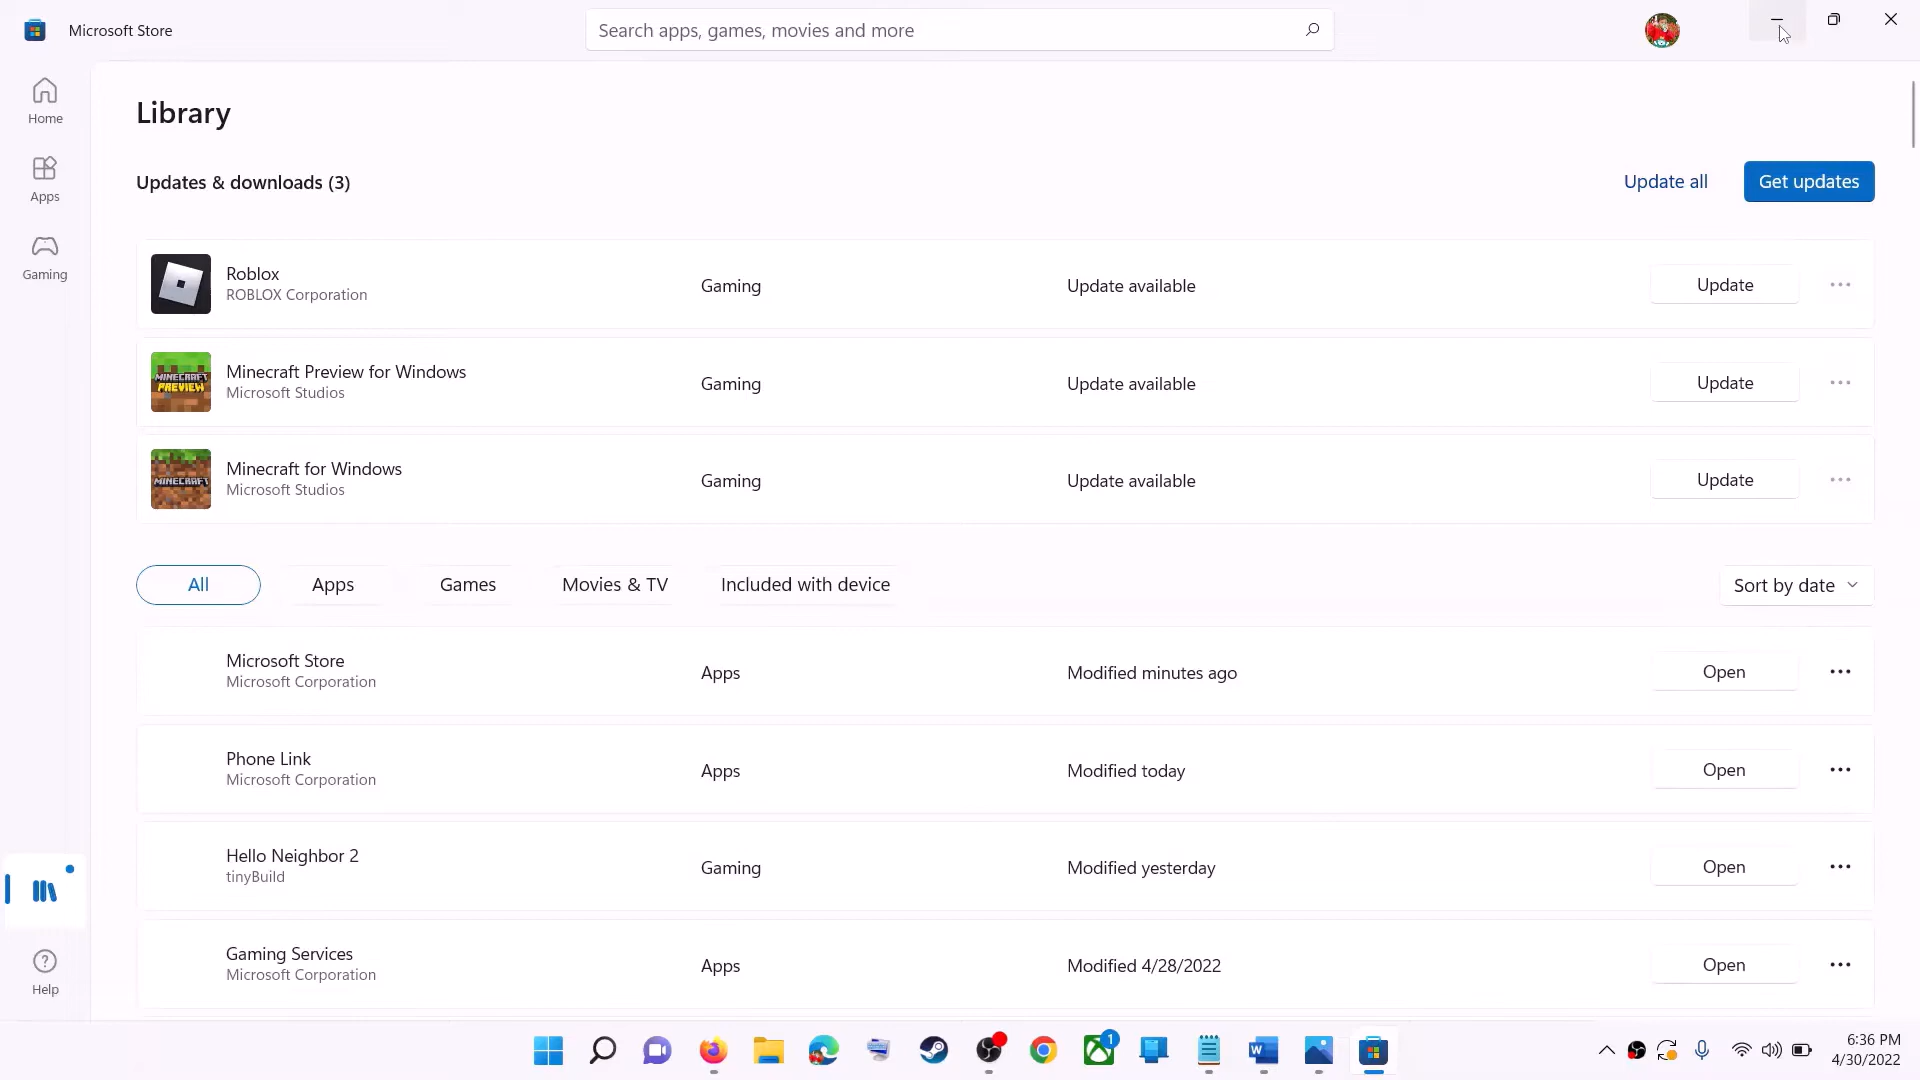 Microsoft Store
Search apps, games, movies and more
Home
Apps
Gaming
Library
Updates & downloads (3)
Update all
Get updates
Roblox
ROBLOX Corporation
Gaming
Update available
Update
MINECRAFT
PREVIEW
Minecraft Preview for Windows
Microsoft Studios
Gaming
Update available
Update
MINECRAFT
Minecraft for Windows
Microsoft Studios
Gaming
Update available
Update
All
Apps
Games
Movies & TV
Included with device
Sort by date
Microsoft Store
Microsoft Corporation
Apps
Modified minutes ago
Open
Phone Link
Microsoft Corporation
Apps
Modified today
Open
Hello Neighbor 2
tinyBuild
Gaming
Modified yesterday
Open
Gaming Services
Microsoft Corporation
Apps
Modified 4/28/2022
Open
Help
1
W
6:36 PM
4/30/2022